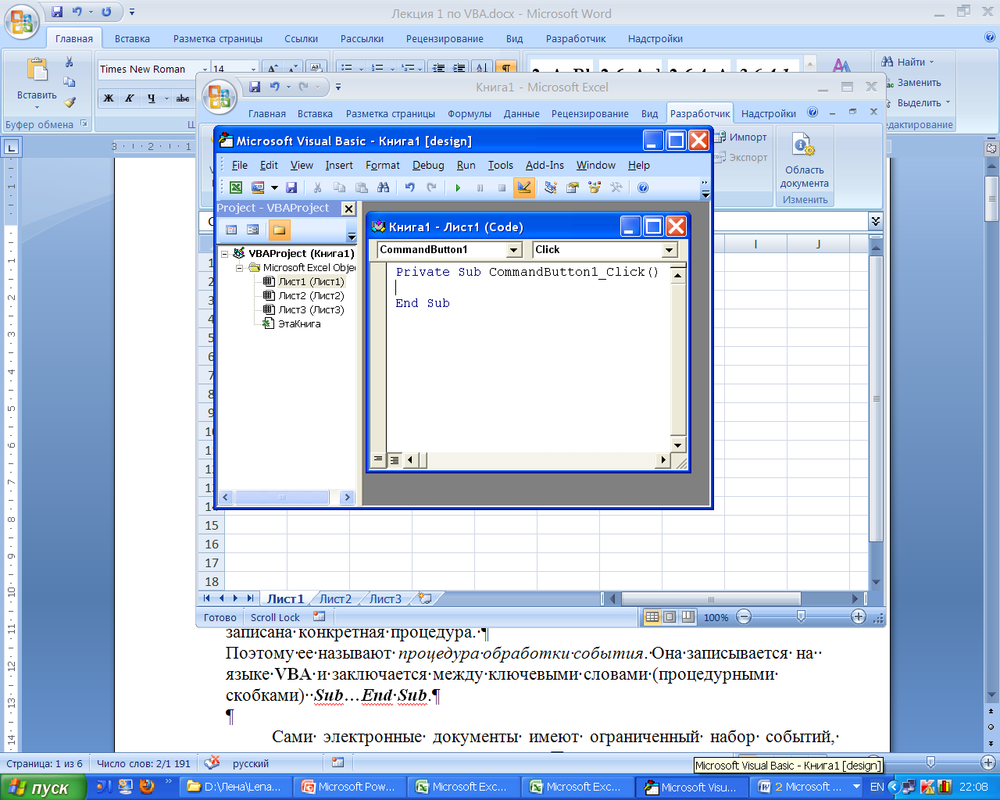 Лекция 1 по VBA.docx - Microsoft Word
Главная Вставка Разметка страницы Ссылки Рассылки Рецензирование Вид Разработчик Надстройки
Вставить
Буфер обмена
Times New Roman 14
Ж К Ч abc
Найти
Заменить
Выделить
Книга1 - Microsoft Excel
Главная Вставка Разметка страницы Формулы Данные Рецензирование Вид Разработчик Надстройки
Импорт
Экспорт
Область документа
Изменить
Microsoft Visual Basic - Книга1 [design]
File Edit View Insert Format Debug Run Tools Add-Ins Window Help
Project - VBAProject
VBAProject (Книга1)
Microsoft Excel Obje
Лист1 (Лист1)
Лист2 (Лист2)
Лист3 (Лист3)
ЭтаКнига
Книга1 - Лист1 (Code)
CommandButton1 Click
Private Sub CommandButton1_Click()
End Sub
I J
15
16
17
18
Лист1 Лист2 Лист3
Готово Scroll Lock 100%
записана конкретная процедура. ¶
Поэтому ее называют процедура обработки события. Она записывается на
языке VBA и заключается между ключевыми словами (процедурными
скобками) Sub…End Sub.¶
¶
Сами электронные документы имеют ограниченный набор событий,
Страница: 1 из 6 Число слов: 2/1 191 русский
Microsoft Visual Basic - Книга1 [design]
пуск D:\Лена\Lena... Microsoft Pow... Microsoft Exc... Microsoft Exc... Microsoft Visu... 2 Microsoft ... EN 22:08